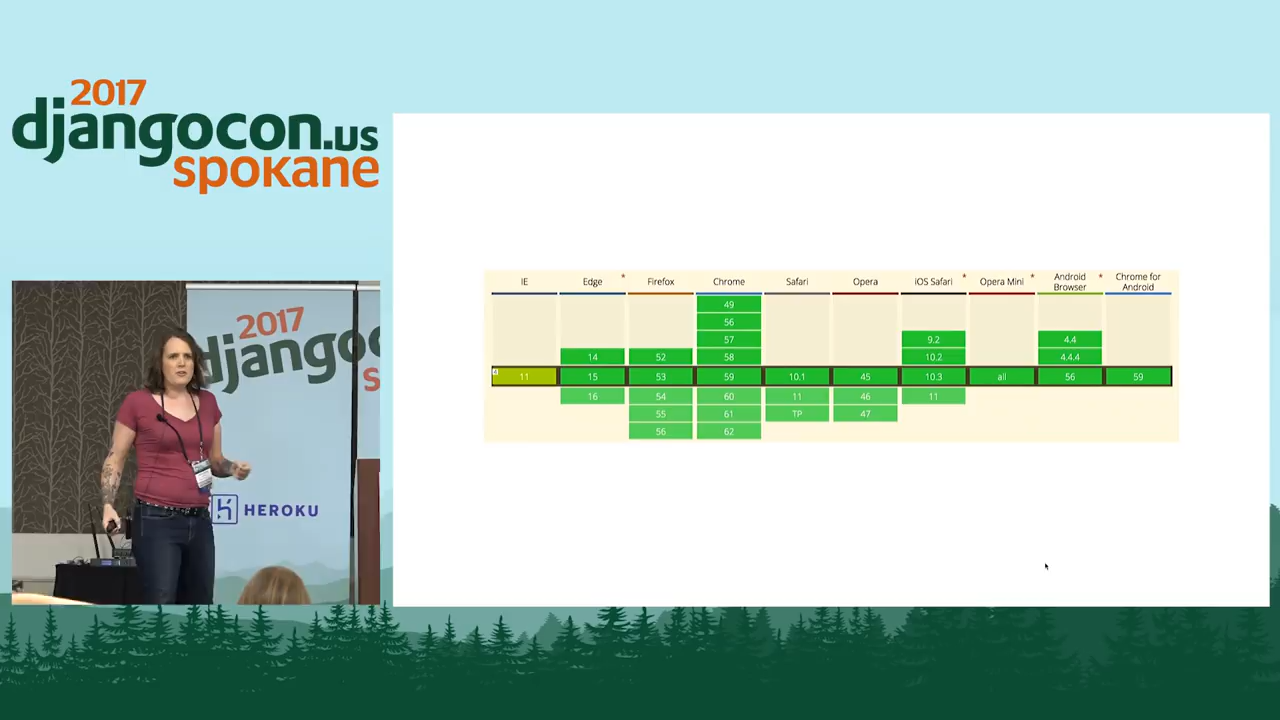 2017
djangocon.us
spokane
IE
Edge *
Firefox
Chrome
Safari
Opera
iOS Safari *
Opera Mini *
Android Browser *
Chrome for Android
49
56
57
9.2
4.4
14
52
58
10.2
4.4.4
4
11
15
53
59
10.1
45
10.3
all
56
59
16
54
60
11
46
11
55
61
TP
47
56
62
2017
djangoco
s
HEROKU